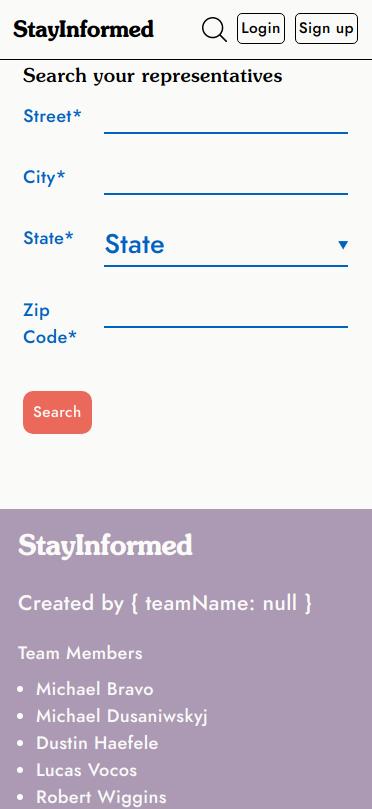 StayInformed
Login
Sign up
Search your representatives
Street*
City*
State*
State
Zip
Code*
Search
StayInformed
Created by { teamName: null }
Team Members
Michael Bravo
Michael Dusaniwskyj
Dustin Haefele
Lucas Vocos
Robert Wiggins